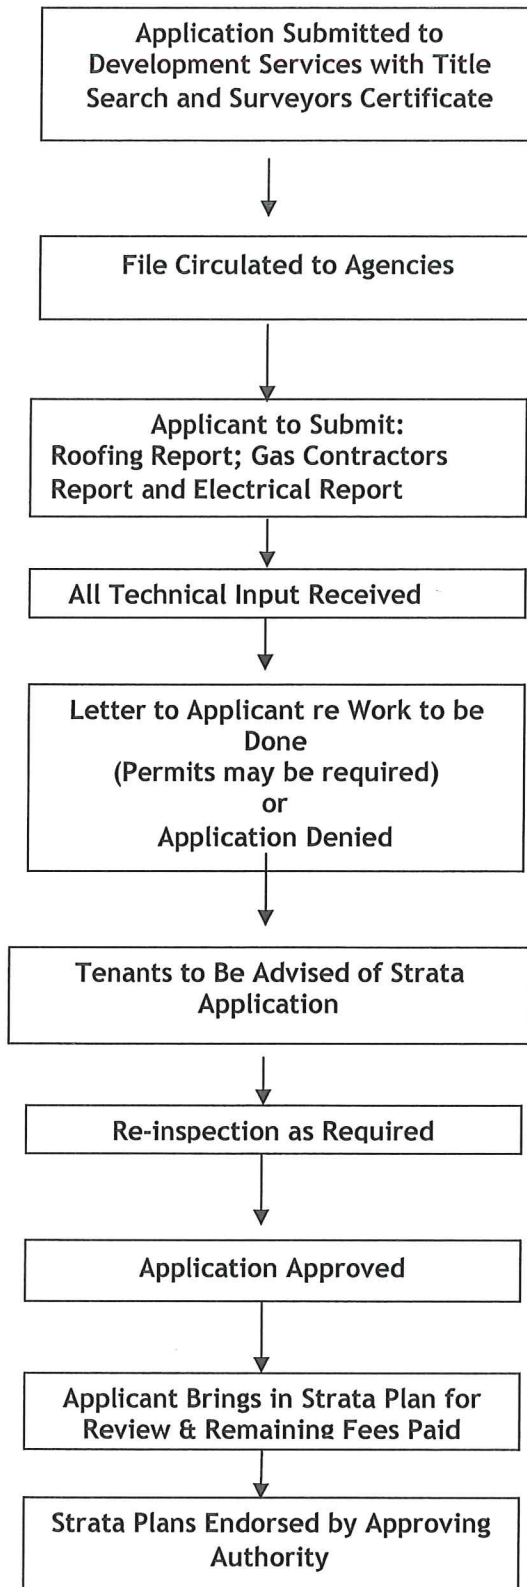 Application Submitted to
Development Services with Title
Search and Surveyors Certificate
File Circulated to Agencies
Applicant to Submit:
Roofing Report; Gas Contractors
Report and Electrical Report
All Technical Input Received
Letter to Applicant re Work to be
Done
(Permits may be required)
or
Application Denied
Tenants to Be Advised of Strata
Application
Re-inspection as Required
Application Approved
Applicant Brings in Strata Plan for
Review & Remaining Fees Paid
Strata Plans Endorsed by Approving
Authority